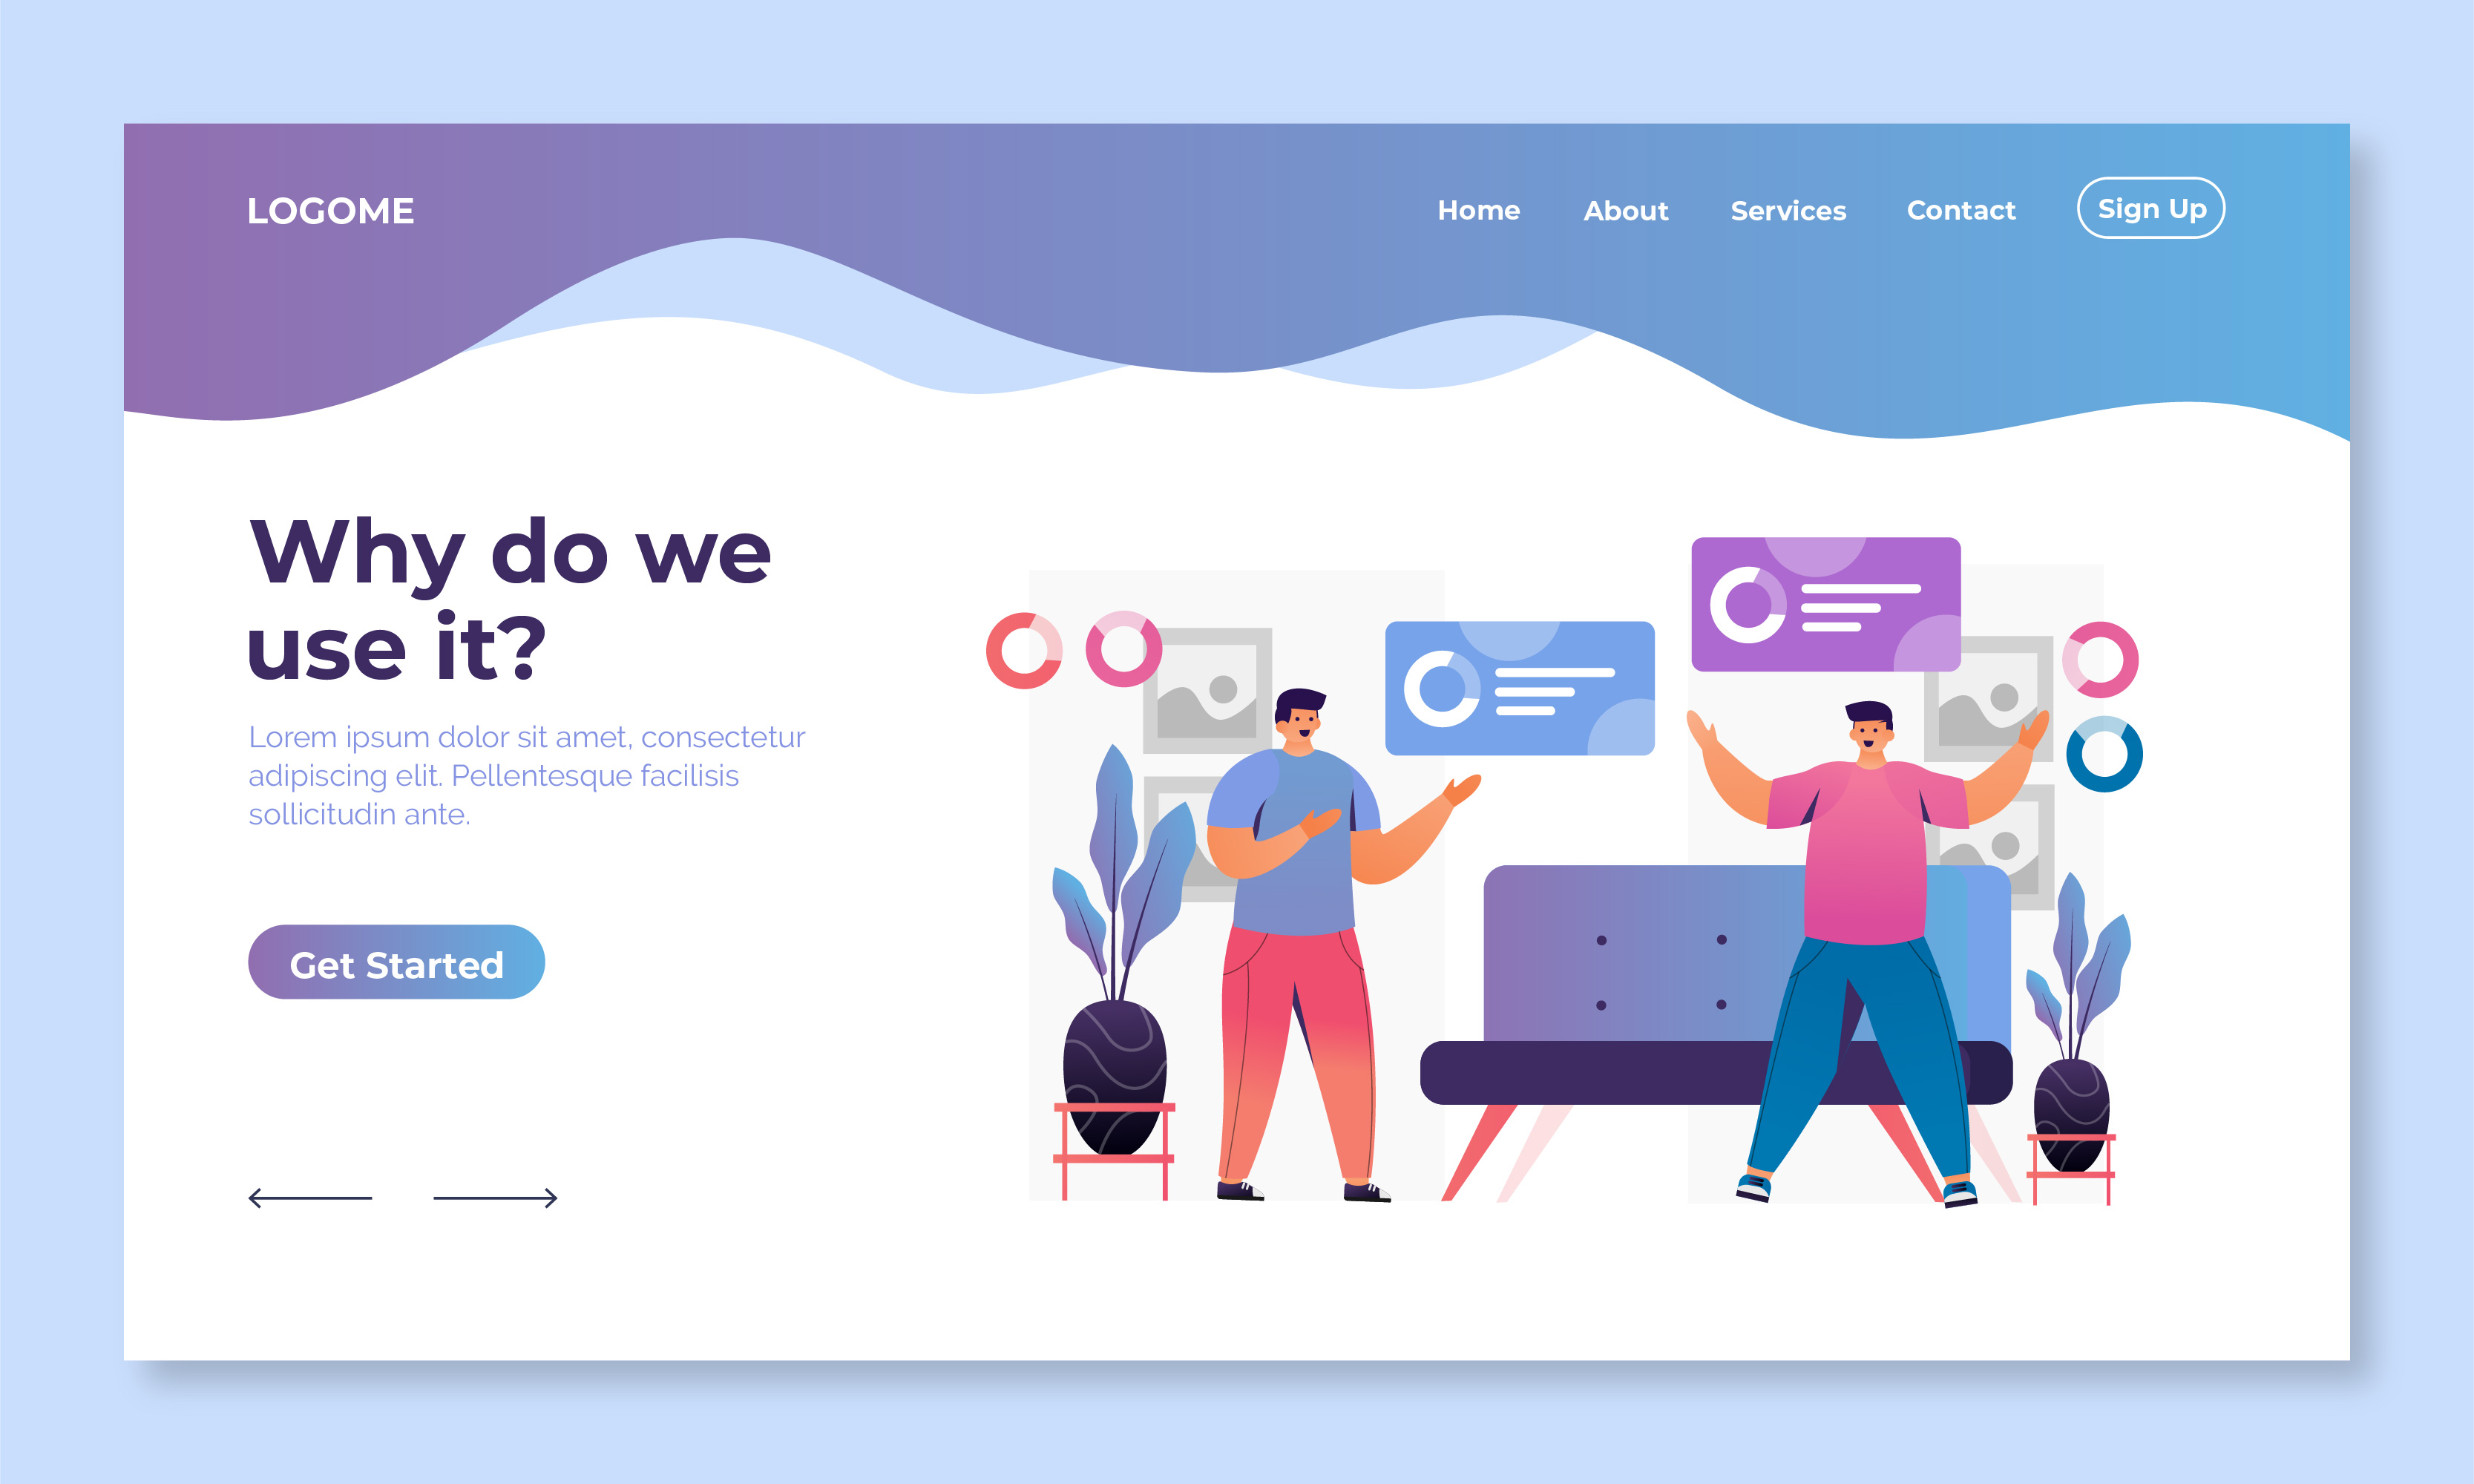 LOGOME
Home About Services Contact Sign Up
Why do we
use it?
Lorem ipsum dolor sit amet, consectetur
adipiscing elit. Pellentesque facilisis
sollicitudin ante.
Get Started